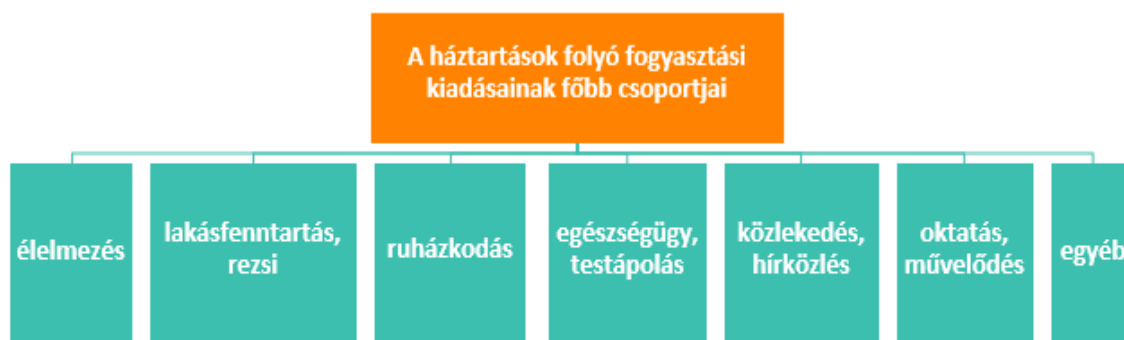 A háztartások folyó fogyasztási
kiadásainak főbb csoportjai
élelmezés
lakásfenntartás,
rezsi
ruházkodás
egészségügy,
testápolás
közlekedés,
hírközlés
oktatás,
művelődés
egyéb